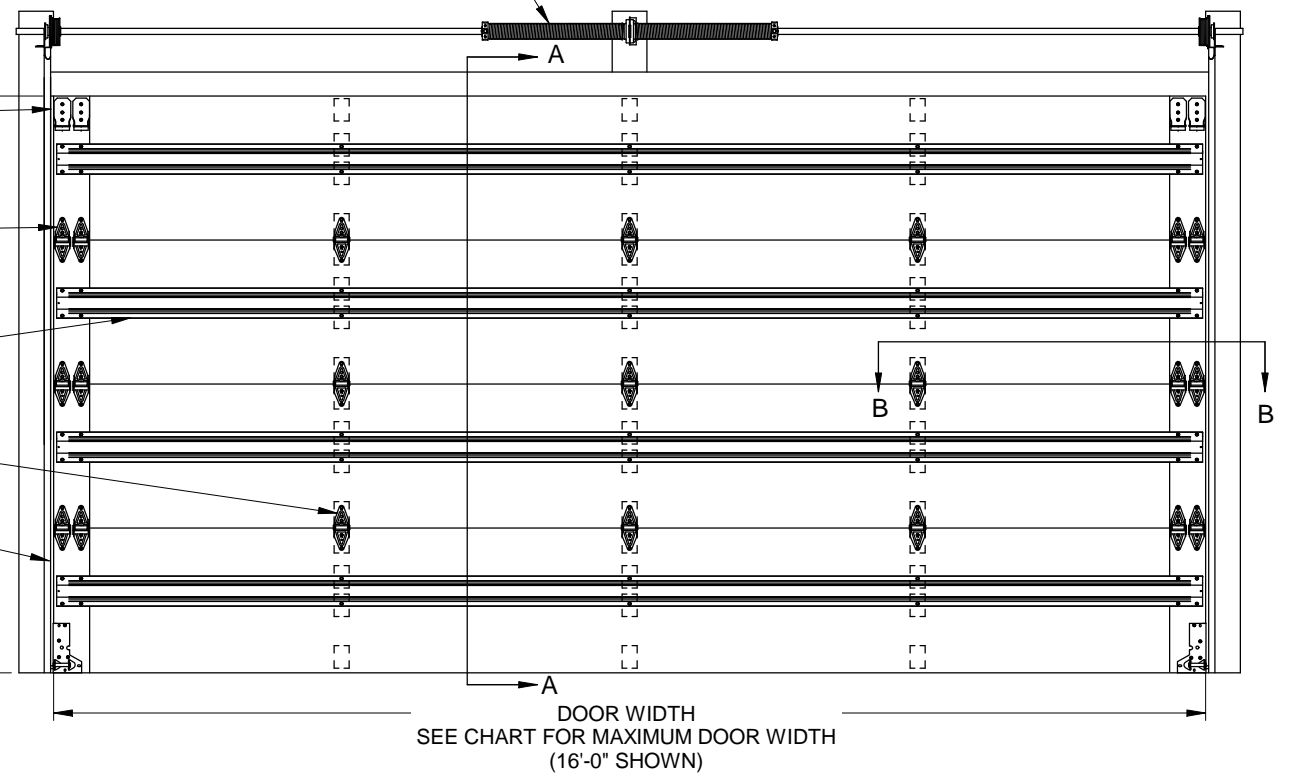 A
B
B
A
DOOR WIDTH
SEE CHART FOR MAXIMUM DOOR WIDTH
(16'-0" SHOWN)